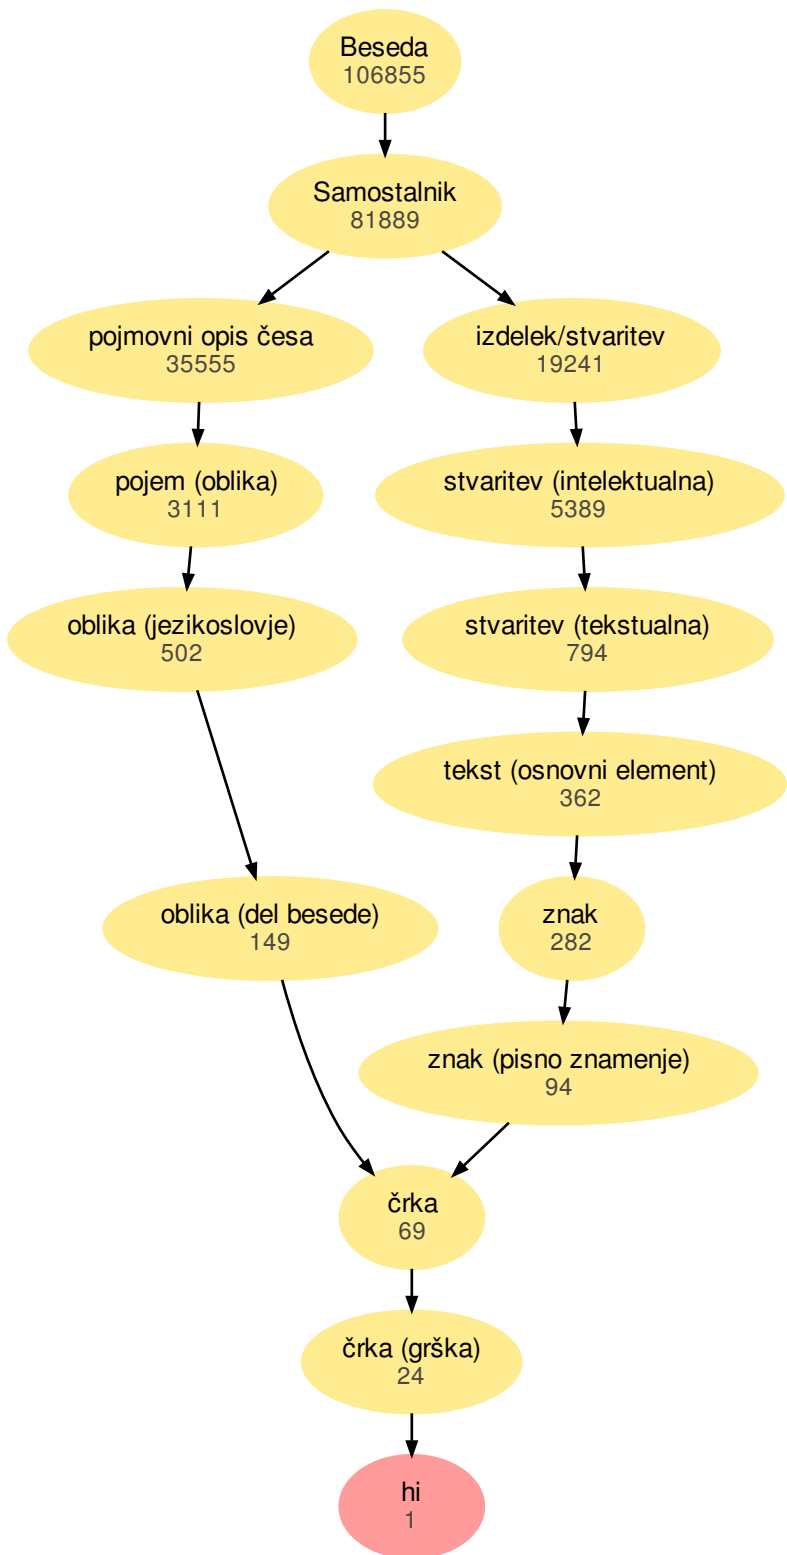 Beseda
106855
Samostalnik
81889
pojmovni opis česa
35555
izdelek/stvaritev
19241
pojem (oblika)
3111
stvaritev (intelektualna)
5389
oblika (jezikoslovje)
502
stvaritev (tekstualna)
794
tekst (osnovni element)
362
oblika (del besede)
149
znak
282
znak (pisno znamenje)
94
črka
69
črka (grška)
24
hi
1